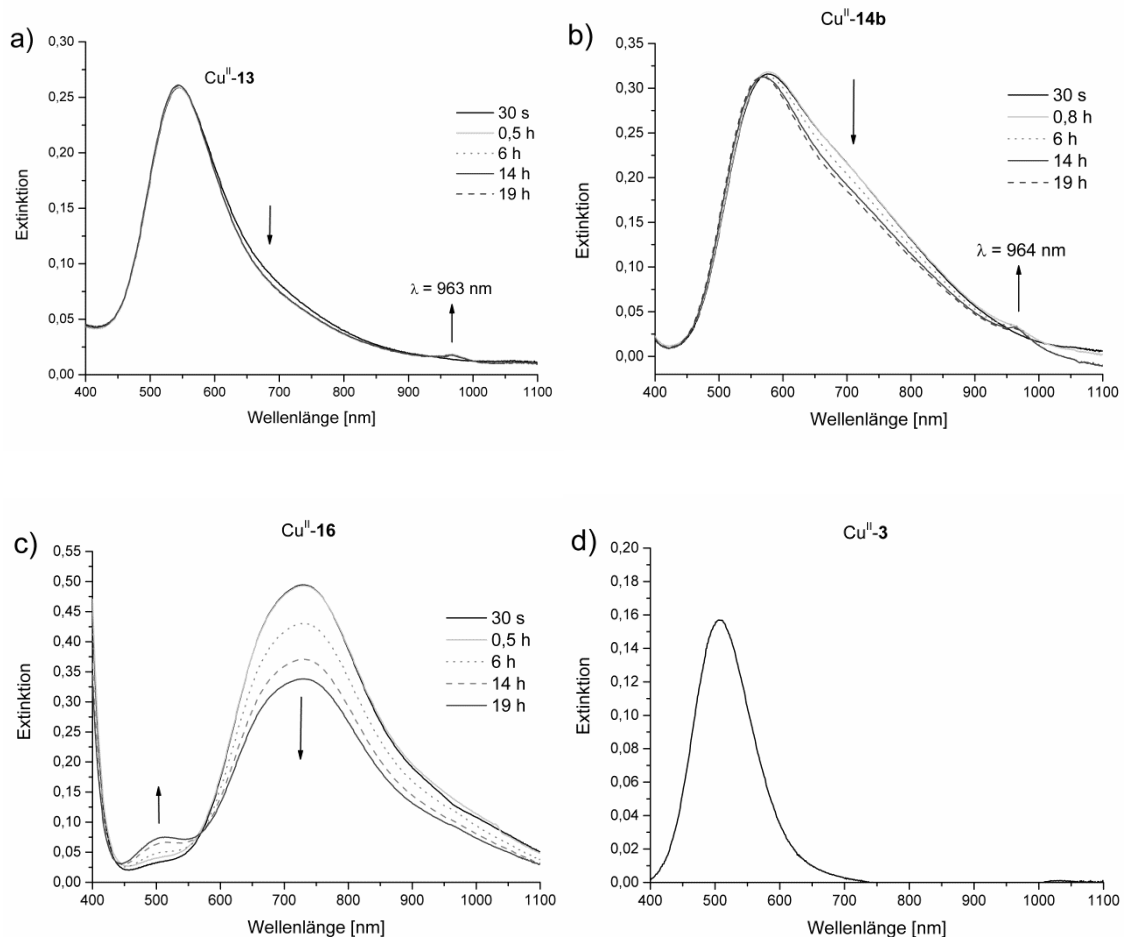 a)
Cu^II-13
0,30
0,25
0,20
0,15
0,10
0,05
0,00
Extinktion
30 s
0,5 h
6 h
14 h
19 h
λ = 963 nm
400 500 600 700 800 900 1000 1100
Wellenlänge [nm]
b)
Cu^II-14b
0,35
0,30
0,25
0,20
0,15
0,10
0,05
0,00
Extinktion
30 s
0,8 h
6 h
14 h
19 h
λ = 964 nm
400 500 600 700 800 900 1000 1100
Wellenlänge [nm]
c)
Cu^II-16
0,55
0,50
0,45
0,40
0,35
0,30
0,25
0,20
0,15
0,10
0,05
0,00
Extinktion
30 s
0,5 h
6 h
14 h
19 h
400 500 600 700 800 900 1000 1100
Wellenlänge [nm]
d)
Cu^II-3
0,20
0,18
0,16
0,14
0,12
0,10
0,08
0,06
0,04
0,02
0,00
Extinktion
400 500 600 700 800 900 1000 1100
Wellenlänge [nm]